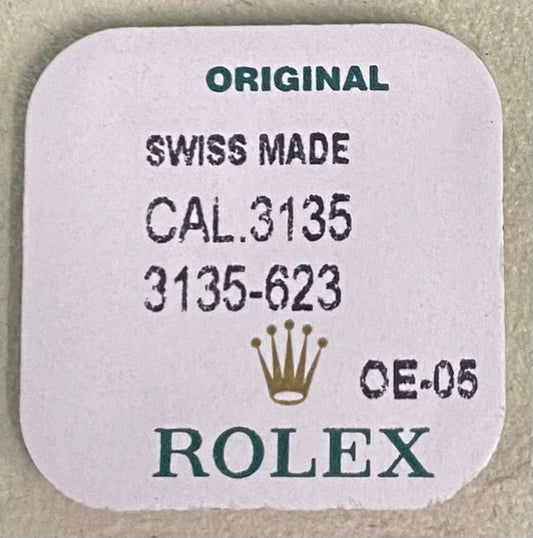 ORIGINAL
SWISS MADE
CAL.3135
3135-623
OE-05
ROLEX